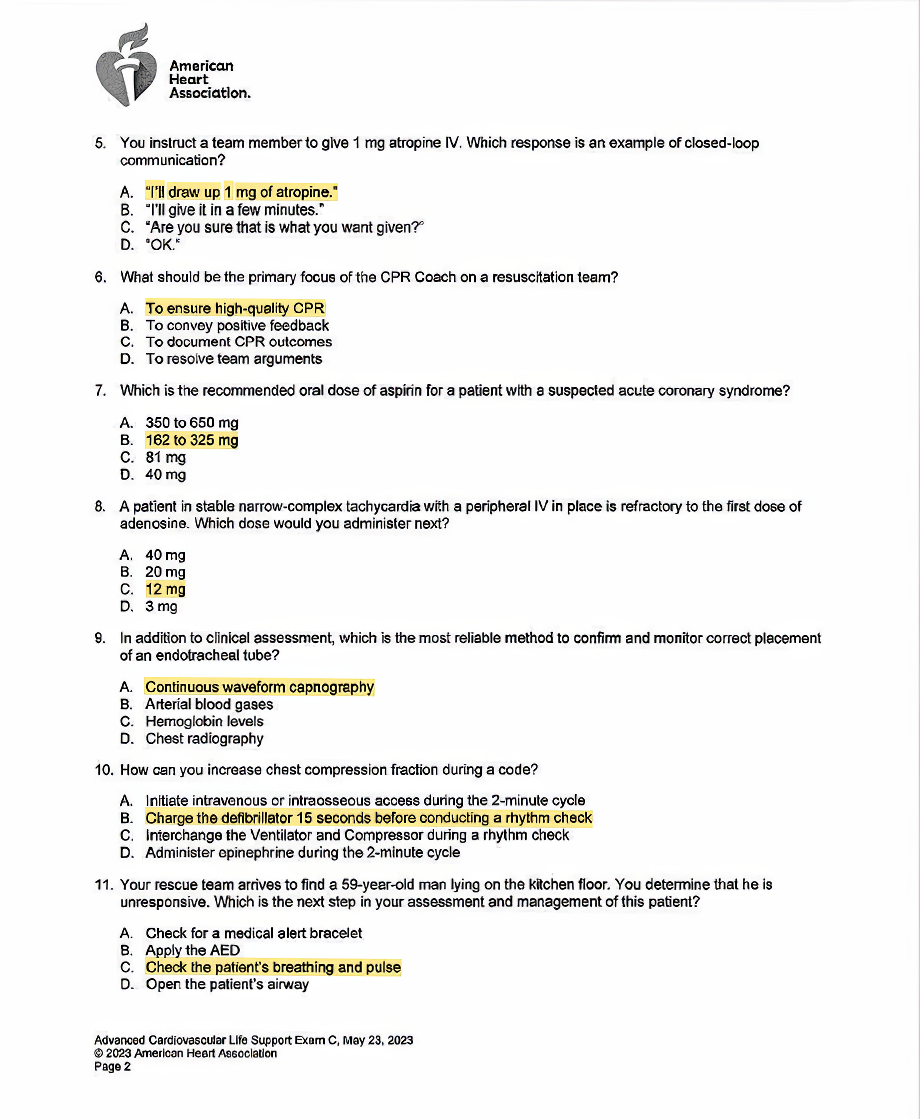 American
Heart
Association.
5. You instruct a team member to give 1 mg atropine IV. Which response is an example of closed-loop
communication?
A. "I'll draw up 1 mg of atropine."
B. "I'll give it in a few minutes."
C. "Are you sure that is what you want given?"
D. "OK."
6. What should be the primary focus of the CPR Coach on a resuscitation team?
A. To ensure high-quality CPR
B. To convey positive feedback
C. To document CPR outcomes
D. To resolve team arguments
7. Which is the recommended oral dose of aspirin for a patient with a suspected acute coronary syndrome?
A. 350 to 650 mg
B. 162 to 325 mg
C. 81 mg
D. 40 mg
8. A patient in stable narrow-complex tachycardia with a peripheral IV in place is refractory to the first dose of
adenosine. Which dose would you administer next?
A. 40 mg
B. 20 mg
C. 12 mg
D. 3 mg
9. In addition to clinical assessment, which is the most reliable method to confirm and monitor correct placement
of an endotracheal tube?
A. Continuous waveform capnography
B. Arterial blood gases
C. Hemoglobin levels
D. Chest radiography
10. How can you increase chest compression fraction during a code?
A. Initiate intravenous or intraosseous access during the 2-minute cycle
B. Charge the defibrillator 15 seconds before conducting a rhythm check
C. Interchange the Ventilator and Compressor during a rhythm check
D. Administer epinephrine during the 2-minute cycle
11. Your rescue team arrives to find a 59-year-old man lying on the kitchen floor. You determine that he is
unresponsive. Which is the next step in your assessment and management of this patient?
A. Check for a medical alert bracelet
B. Apply the AED
C. Check the patient's breathing and pulse
D. Open the patient's airway
Advanced Cardiovascular Life Support Exam C, May 23, 2023
© 2023 American Heart Association
Page 2